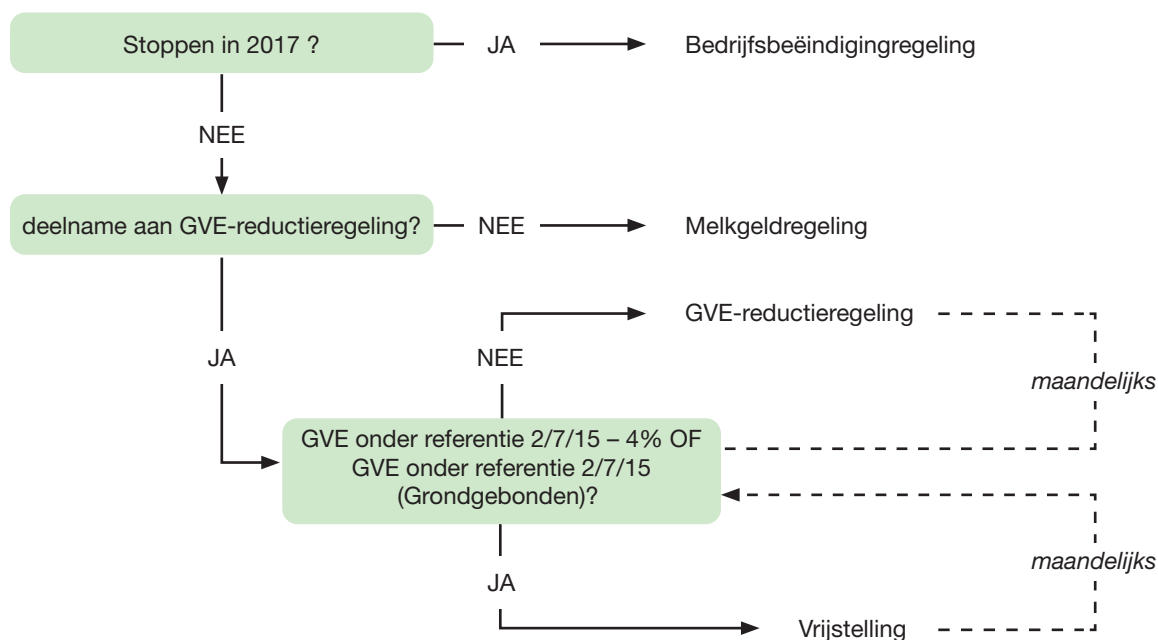 Stoppen in 2017 ?
JA
Bedrijfsbeëindigingregeling
NEE
deelname aan GVE-reductieregeling?
NEE
Melkgeldregeling
GVE-reductieregeling
JA
NEE
maandelijks
GVE onder referentie 2/7/15 – 4% OF
GVE onder referentie 2/7/15
(Grondgebonden)?
maandelijks
JA
Vrijstelling